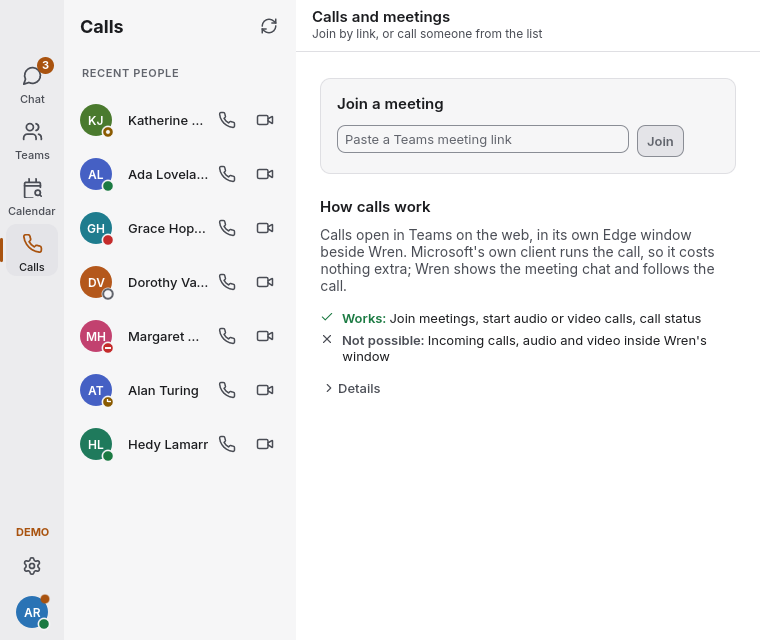 Calls
Calls and meetings
Join by link, or call someone from the list
3
Chat
Teams
Calendar
Calls
RECENT PEOPLE
KJ Katherine ...
AL Ada Lovela...
GH Grace Hop...
DV Dorothy Va...
MH Margaret ...
AT Alan Turing
HL Hedy Lamarr
Join a meeting
Paste a Teams meeting link
Join
How calls work
Calls open in Teams on the web, in its own Edge window
beside Wren. Microsoft's own client runs the call, so it costs
nothing extra; Wren shows the meeting chat and follows the
call.
Works: Join meetings, start audio or video calls, call status
Not possible: Incoming calls, audio and video inside Wren's
window
Details
DEMO
AR